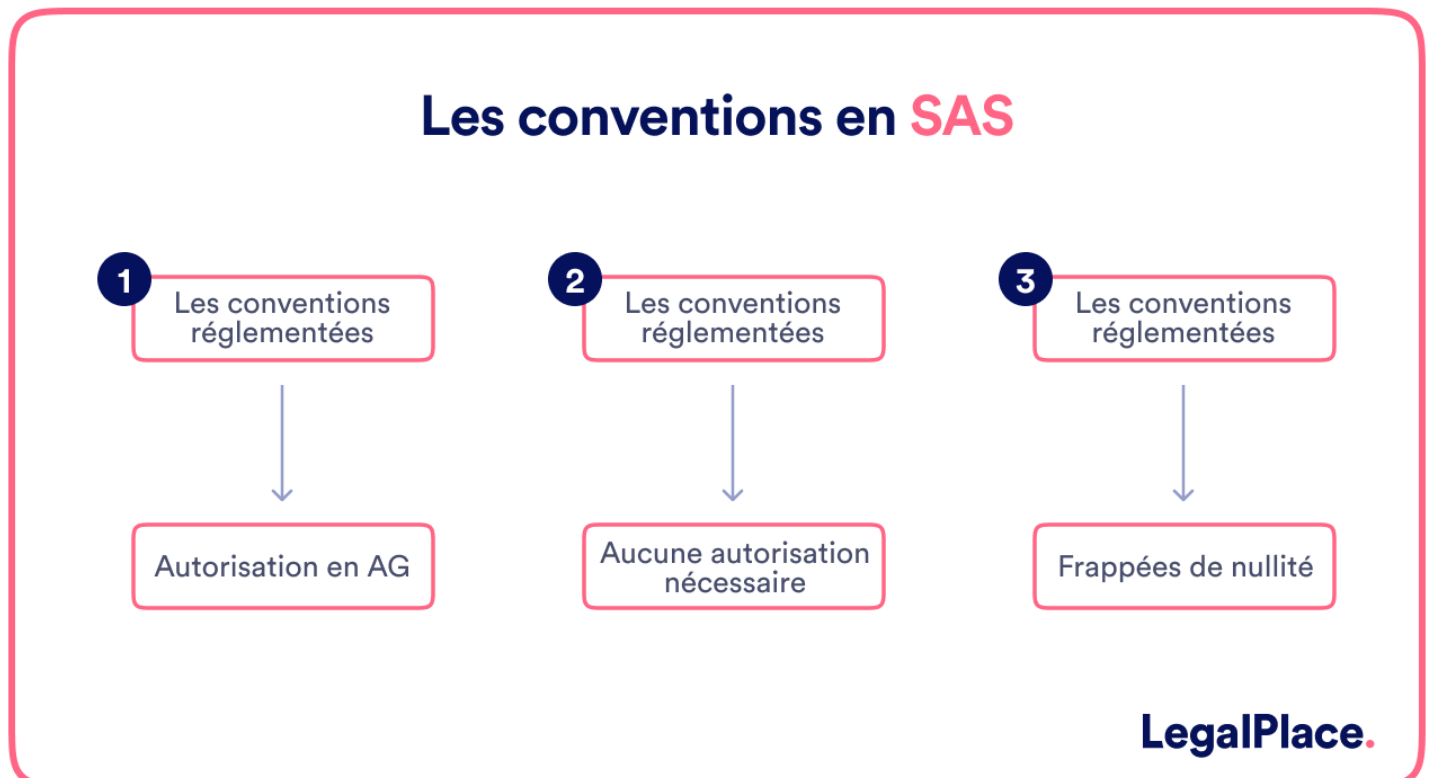 Les conventions en SAS
1
Les conventions
réglementées
2
Les conventions
réglementées
3
Les conventions
réglementées
Autorisation en AG
Aucune autorisation
nécessaire
Frappées de nullité
LegalPlace.